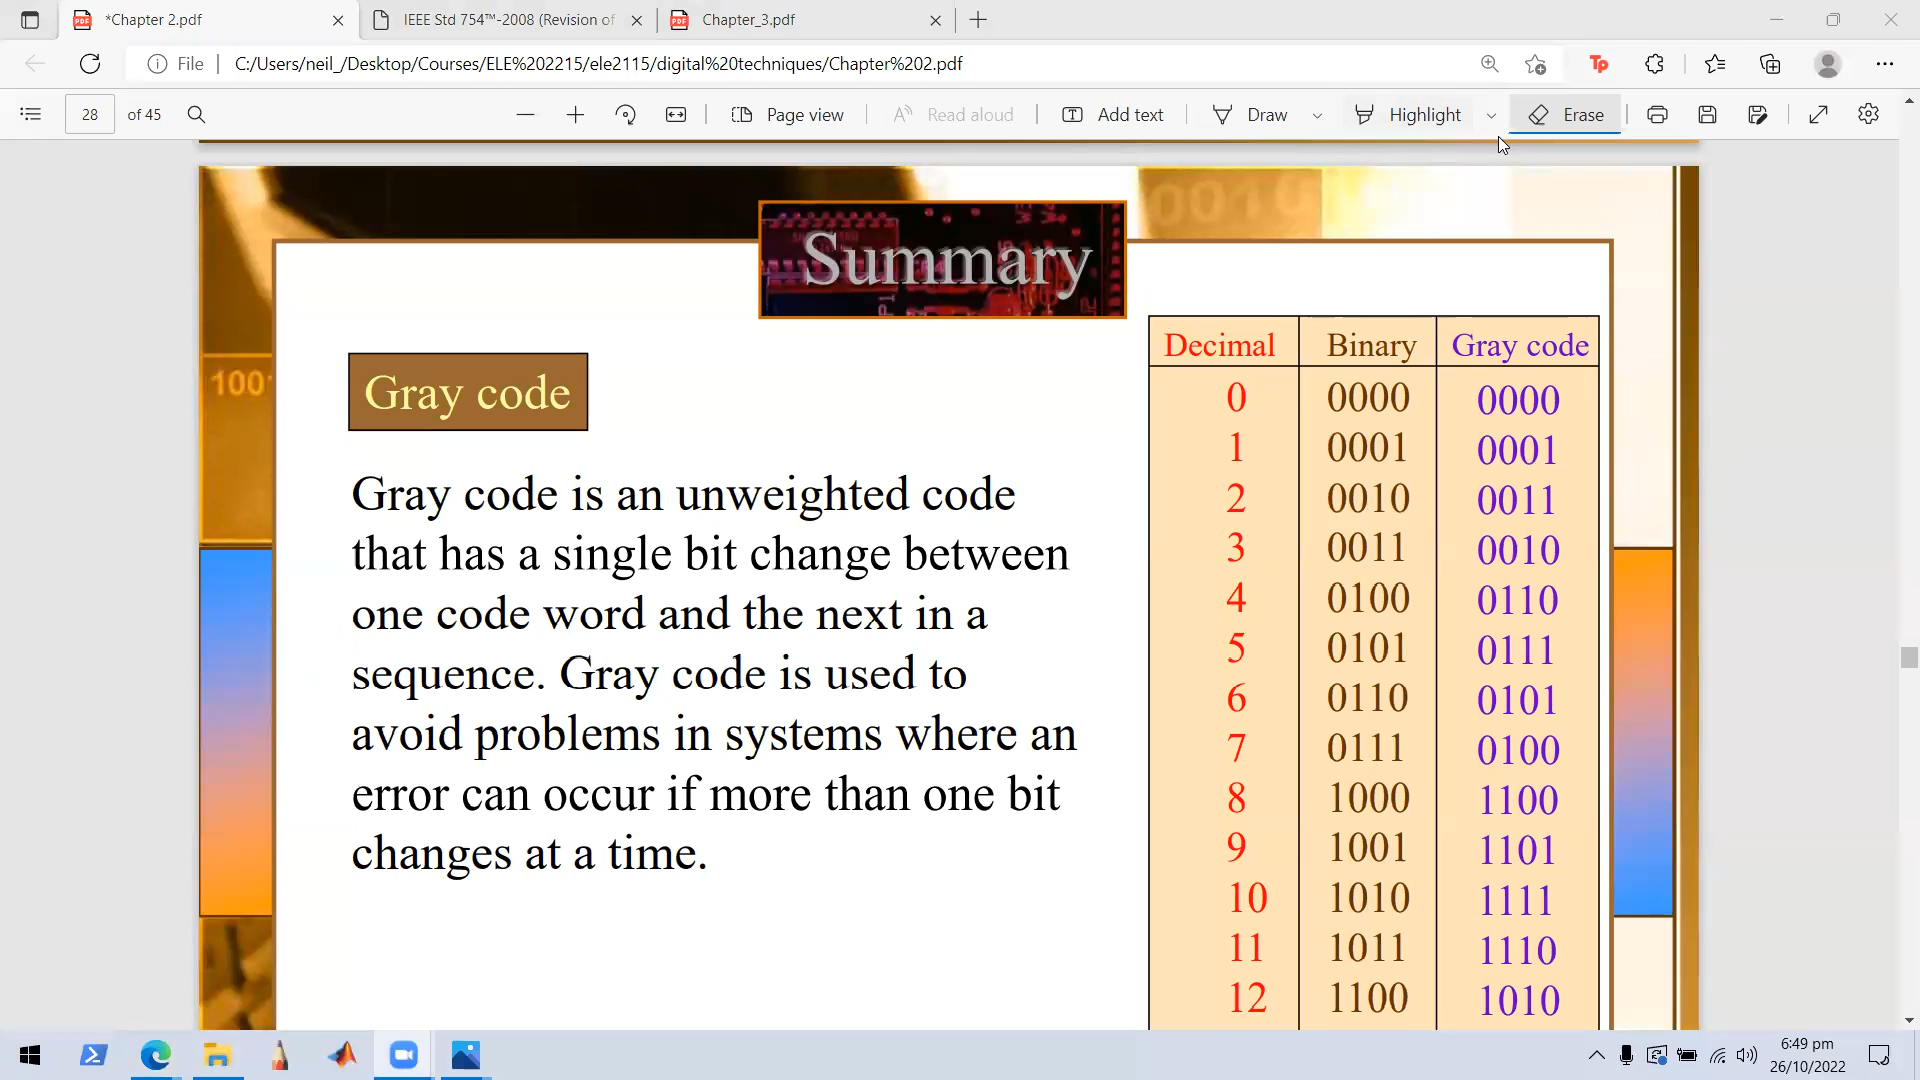 *Chapter 2.pdf
IEEE Std 754™-2008 (Revision of
Chapter_3.pdf
File
C:/Users/neil_/Desktop/Courses/ELE%202215/ele2115/digital%20techniques/Chapter%202.pdf
28 of 45
Page view
Read aloud
Add text
Draw
Highlight
Erase
Summary
Gray code
Gray code is an unweighted code
that has a single bit change between
one code word and the next in a
sequence. Gray code is used to
avoid problems in systems where an
error can occur if more than one bit
changes at a time.
Decimal Binary Gray code
0 0000 0000
1 0001 0001
2 0010 0011
3 0011 0010
4 0100 0110
5 0101 0111
6 0110 0101
7 0111 0100
8 1000 1100
9 1001 1101
10 1010 1111
11 1011 1110
12 1100 1010
6:49 pm
26/10/2022